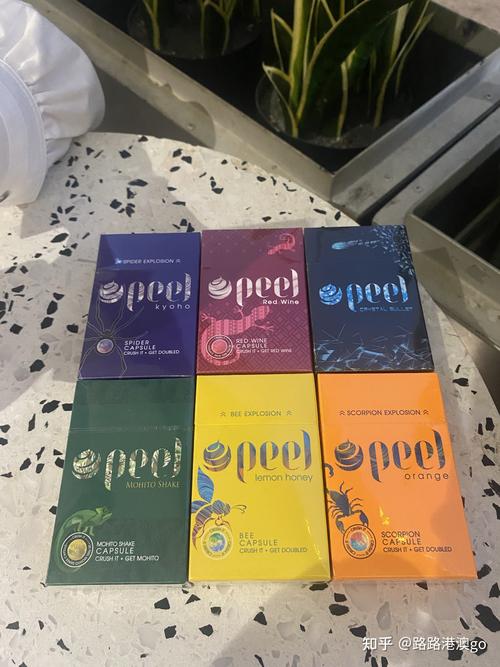 SPIDER EXPLOSION
peel
kyoho
SPIDER
CAPSULE
CRUSH IT + GET DOUBLED
peel
Red Wine
RED WINE
CAPSULE
CRUSH IT + GET RED WINE
peel
CRYSTAL BULLET
peel
MOHITO SHAKE
MOHITO SHAKE
CAPSULE
CRUSH IT + GET MOHITO
BEE EXPLOSION
peel
lemon honey
BEE
CAPSULE
CRUSH IT + GET DOUBLED
SCORPION EXPLOSION
peel
orange
SCORPION
CAPSULE
CRUSH IT + GET DOUBLED
知乎 @路路港澳go